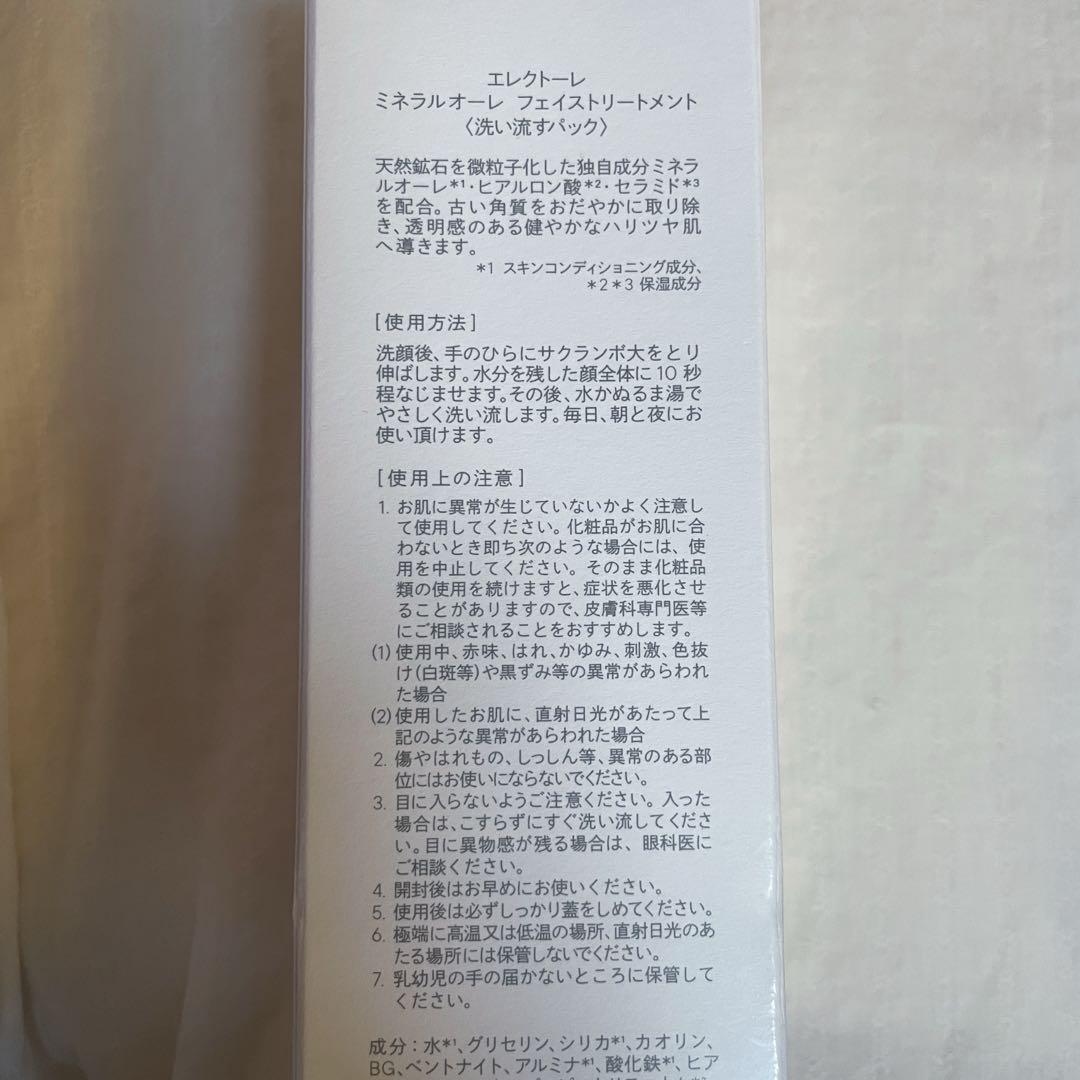 エレクトーレ
ミネラルオーレ フェイストリートメント
〈洗い流すパック〉
天然鉱石を微粒子化した独自成分ミネラ
ルオーレ*1・ヒアルロン酸*2・セラミド*3
を配合。古い角質をおだやかに取り除
き、透明感のある健やかなハリツヤ肌
へ導きます。
*1 スキンコンディショニング成分、
*2*3 保湿成分
[使用方法]
洗顔後、手のひらにサクランボ大をとり
伸ばします。水分を残した顔全体に10秒
程なじませます。その後、水かぬるま湯で
やさしく洗い流します。毎日、朝と夜にお
使い頂けます。
[使用上の注意]
1. お肌に異常が生じていないかよく注意し
て使用してください。化粧品がお肌に合
わないとき即ち次のような場合には、使
用を中止してください。そのまま化粧品
類の使用を続けますと、症状を悪化させ
ることがありますので、皮膚科専門医等
にご相談されることをおすすめします。
(1)使用中、赤味、はれ、かゆみ、刺激、色抜
け(白斑等)や黒ずみ等の異常があらわれ
た場合
(2)使用したお肌に、直射日光があたって上
記のような異常があらわれた場合
2. 傷やはれもの、しっしん等、異常のある部
位にはお使いにならないでください。
3. 目に入らないようご注意ください。入った
場合は、こすらずにすぐ洗い流してくださ
い。目に異物感が残る場合は、眼科医に
ご相談ください。
4. 開封後はお早めにお使いください。
5. 使用後は必ずしっかり蓋をしめてください。
6. 極端に高温又は低温の場所、直射日光のあ
たる場所には保管しないでください。
7. 乳幼児の手の届かないところに保管して
ください。
成分：水*1、グリセリン、シリカ*1、カオリン、
BG、ベントナイト、アルミナ*1、酸化鉄*1、ヒア